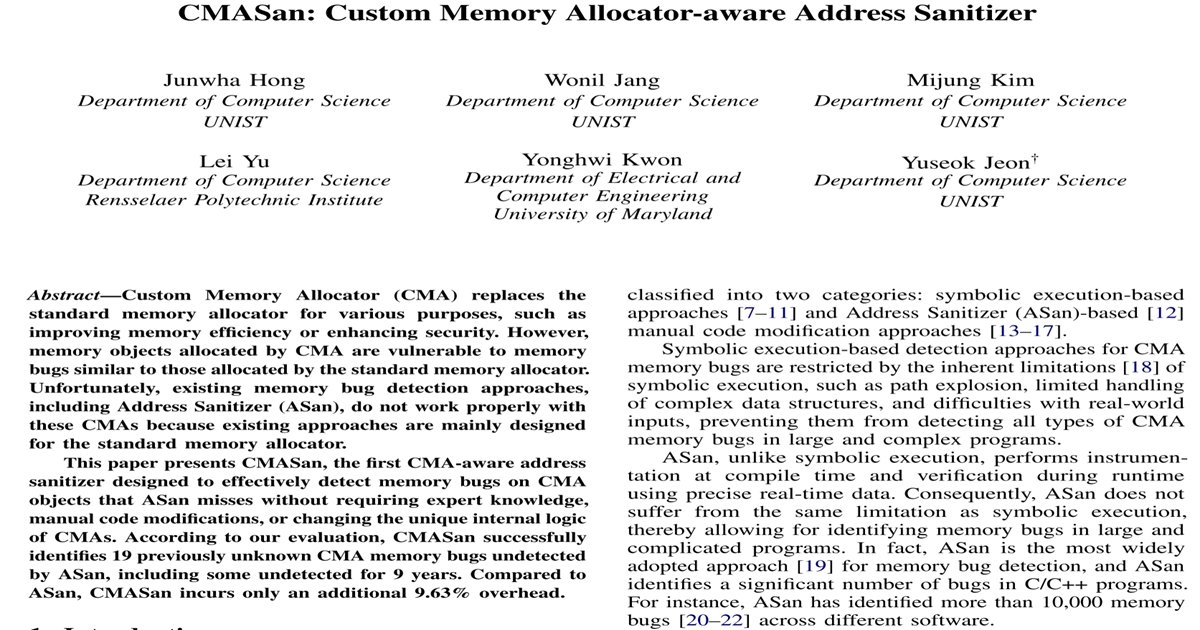 CMASan: Custom Memory Allocator-aware Address Sanitizer
Junwha Hong
Department of Computer Science
UNIST
Wonil Jang
Department of Computer Science
UNIST
Mijung Kim
Department of Computer Science
UNIST
Lei Yu
Department of Computer Science
Rensselaer Polytechnic Institute
Yonghwi Kwon
Department of Electrical and
Computer Engineering
University of Maryland
Yuseok Jeon†
Department of Computer Science
UNIST
Abstract—Custom Memory Allocator (CMA) replaces the
standard memory allocator for various purposes, such as
improving memory efficiency or enhancing security. However,
memory objects allocated by CMA are vulnerable to memory
bugs similar to those allocated by the standard memory allocator.
Unfortunately, existing memory bug detection approaches,
including Address Sanitizer (ASan), do not work properly with
these CMAs because existing approaches are mainly designed
for the standard memory allocator.
This paper presents CMASan, the first CMA-aware address
sanitizer designed to effectively detect memory bugs on CMA
objects that ASan misses without requiring expert knowledge,
manual code modifications, or changing the unique internal logic
of CMAs. According to our evaluation, CMASan successfully
identifies 19 previously unknown CMA memory bugs undetected
by ASan, including some undetected for 9 years. Compared to
ASan, CMASan incurs only an additional 9.63% overhead.
classified into two categories: symbolic execution-based
approaches [7–11] and Address Sanitizer (ASan)-based [12]
manual code modification approaches [13–17].
Symbolic execution-based detection approaches for CMA
memory bugs are restricted by the inherent limitations [18] of
symbolic execution, such as path explosion, limited handling
of complex data structures, and difficulties with real-world
inputs, preventing them from detecting all types of CMA
memory bugs in large and complex programs.
ASan, unlike symbolic execution, performs instrumen-
tation at compile time and verification during runtime
using precise real-time data. Consequently, ASan does not
suffer from the same limitation as symbolic execution,
thereby allowing for identifying memory bugs in large and
complicated programs. In fact, ASan is the most widely
adopted approach [19] for memory bug detection, and ASan
identifies a significant number of bugs in C/C++ programs.
For instance, ASan has identified more than 10,000 memory
bugs [20–22] across different software.